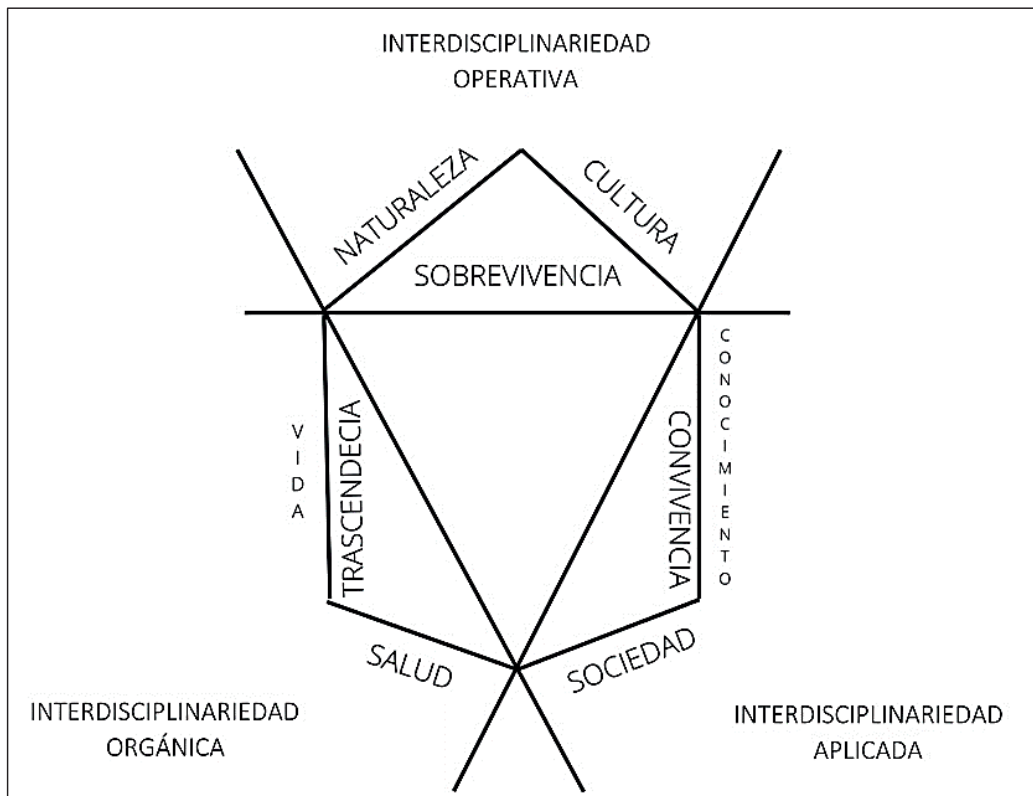 INTERDISCIPLINARIEDAD
OPERATIVA
NATURALEZA
CULTURA
SOBREVIVENCIA
VIDA
TRASCENDECIA
CONVIVENCIA
CONOCIMIENTO
SALUD
SOCIEDAD
INTERDISCIPLINARIEDAD
ORGÁNICA
INTERDISCIPLINARIEDAD
APLICADA